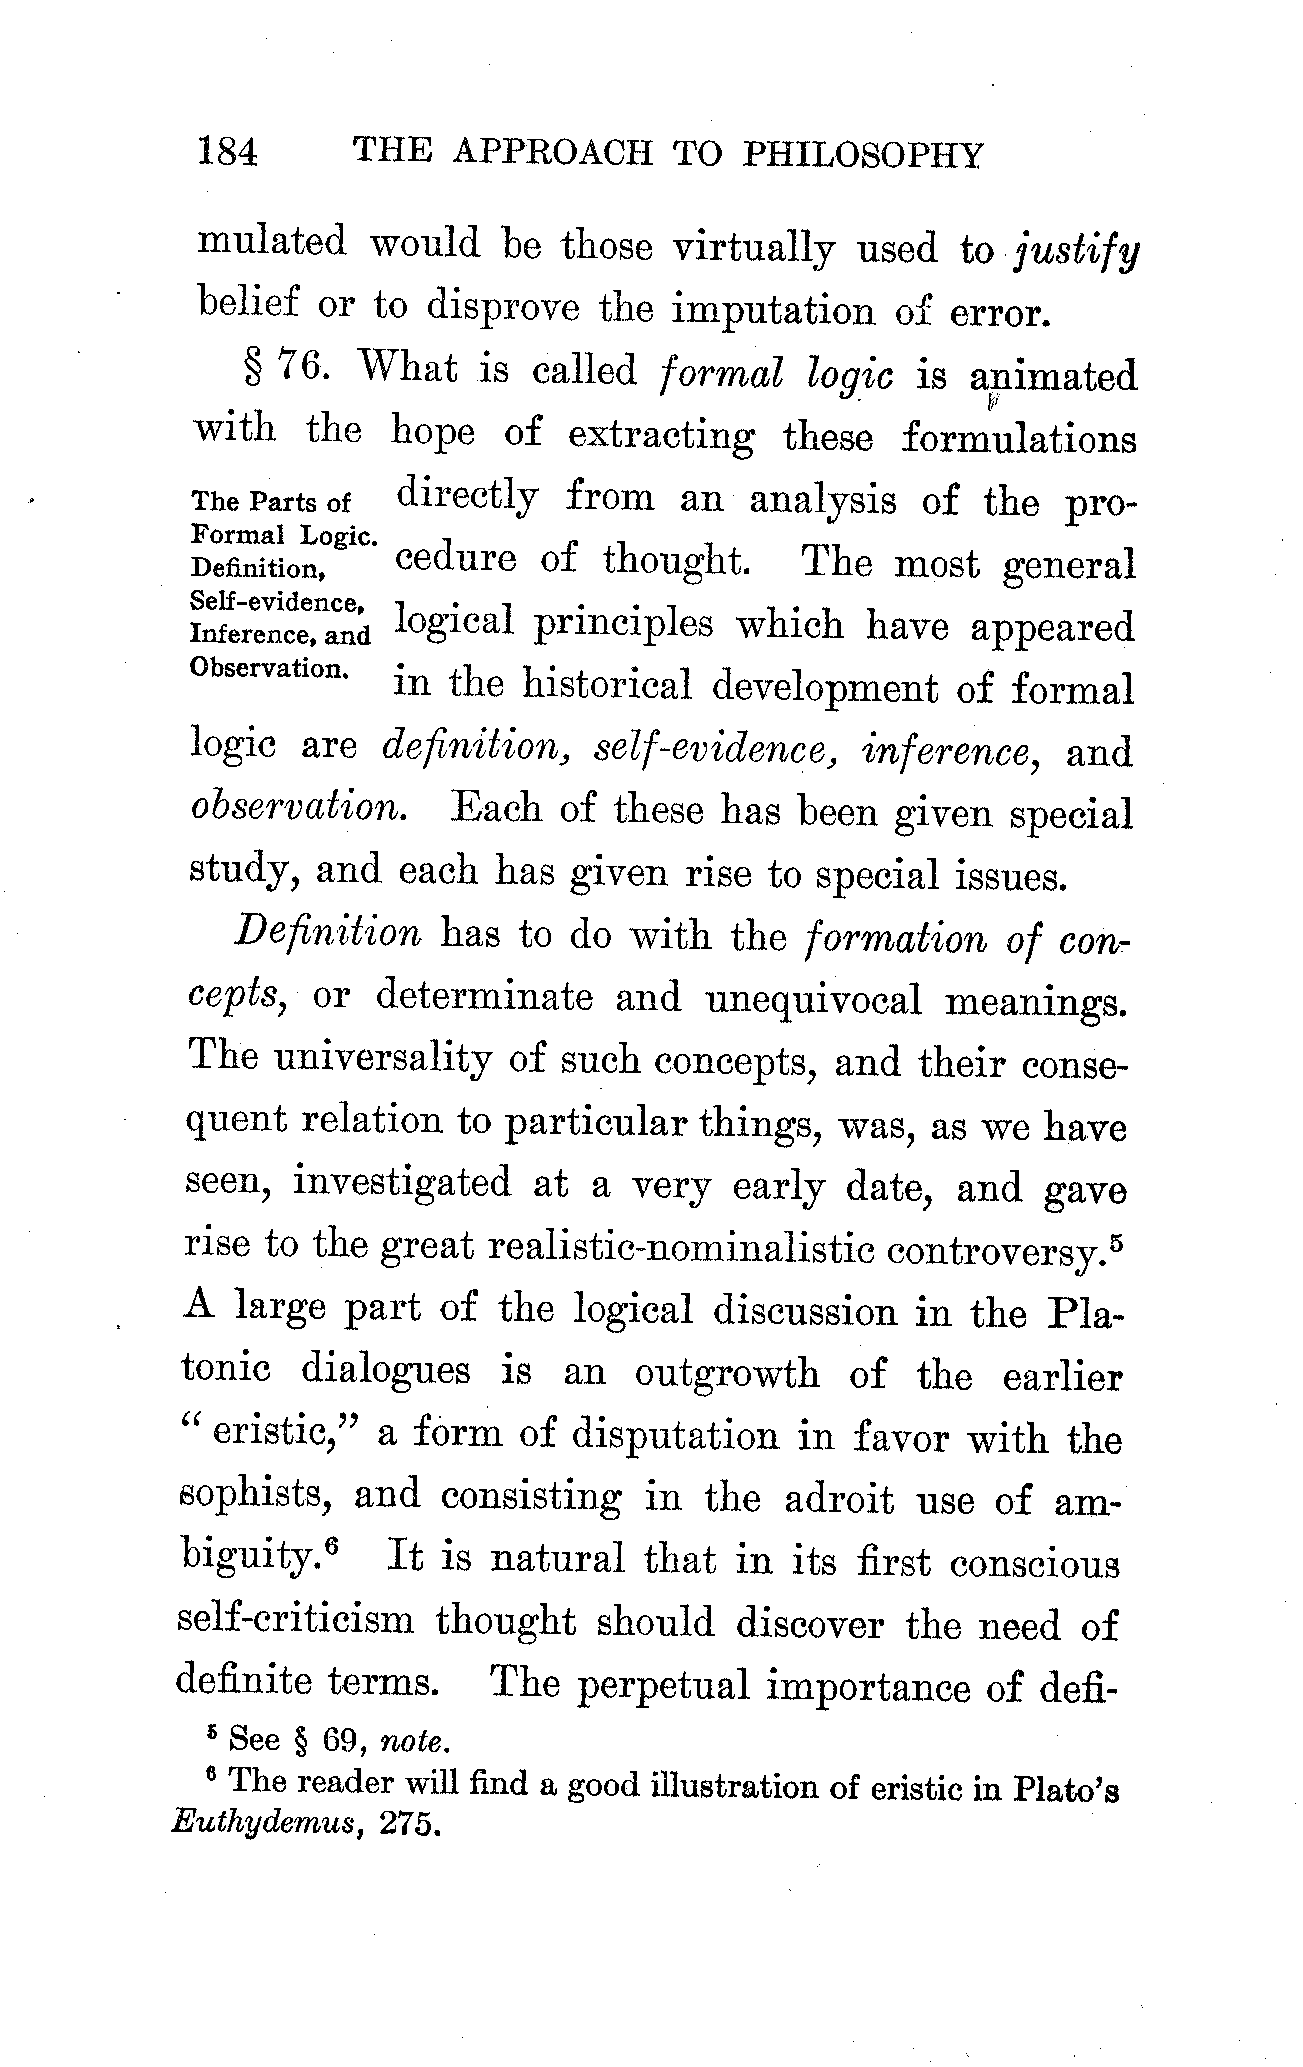 184 THE APPROACH TO PHILOSOPHY
mulated would be those virtually used to justify
belief or to disprove the imputation of error.
§ 76. What is called formal logic is animated
with the hope of extracting these formulations
The Parts of
Formal Logic.
Definition,
Self-evidence,
Inference, and
Observation.
directly from an analysis of the pro-
cedure of thought. The most general
logical principles which have appeared
in the historical development of formal
logic are definition, self-evidence, inference, and
observation. Each of these has been given special
study, and each has given rise to special issues.
Definition has to do with the formation of con-
cepts, or determinate and unequivocal meanings.
The universality of such concepts, and their conse-
quent relation to particular things, was, as we have
seen, investigated at a very early date, and gave
rise to the great realistic-nominalistic controversy.⁵
A large part of the logical discussion in the Pla-
tonic dialogues is an outgrowth of the earlier
“ eristic,” a form of disputation in favor with the
sophists, and consisting in the adroit use of am-
biguity.⁶ It is natural that in its first conscious
self-criticism thought should discover the need of
definite terms. The perpetual importance of defi-
⁵ See § 69, note.
⁶ The reader will find a good illustration of eristic in Plato’s
Euthydemus, 275.